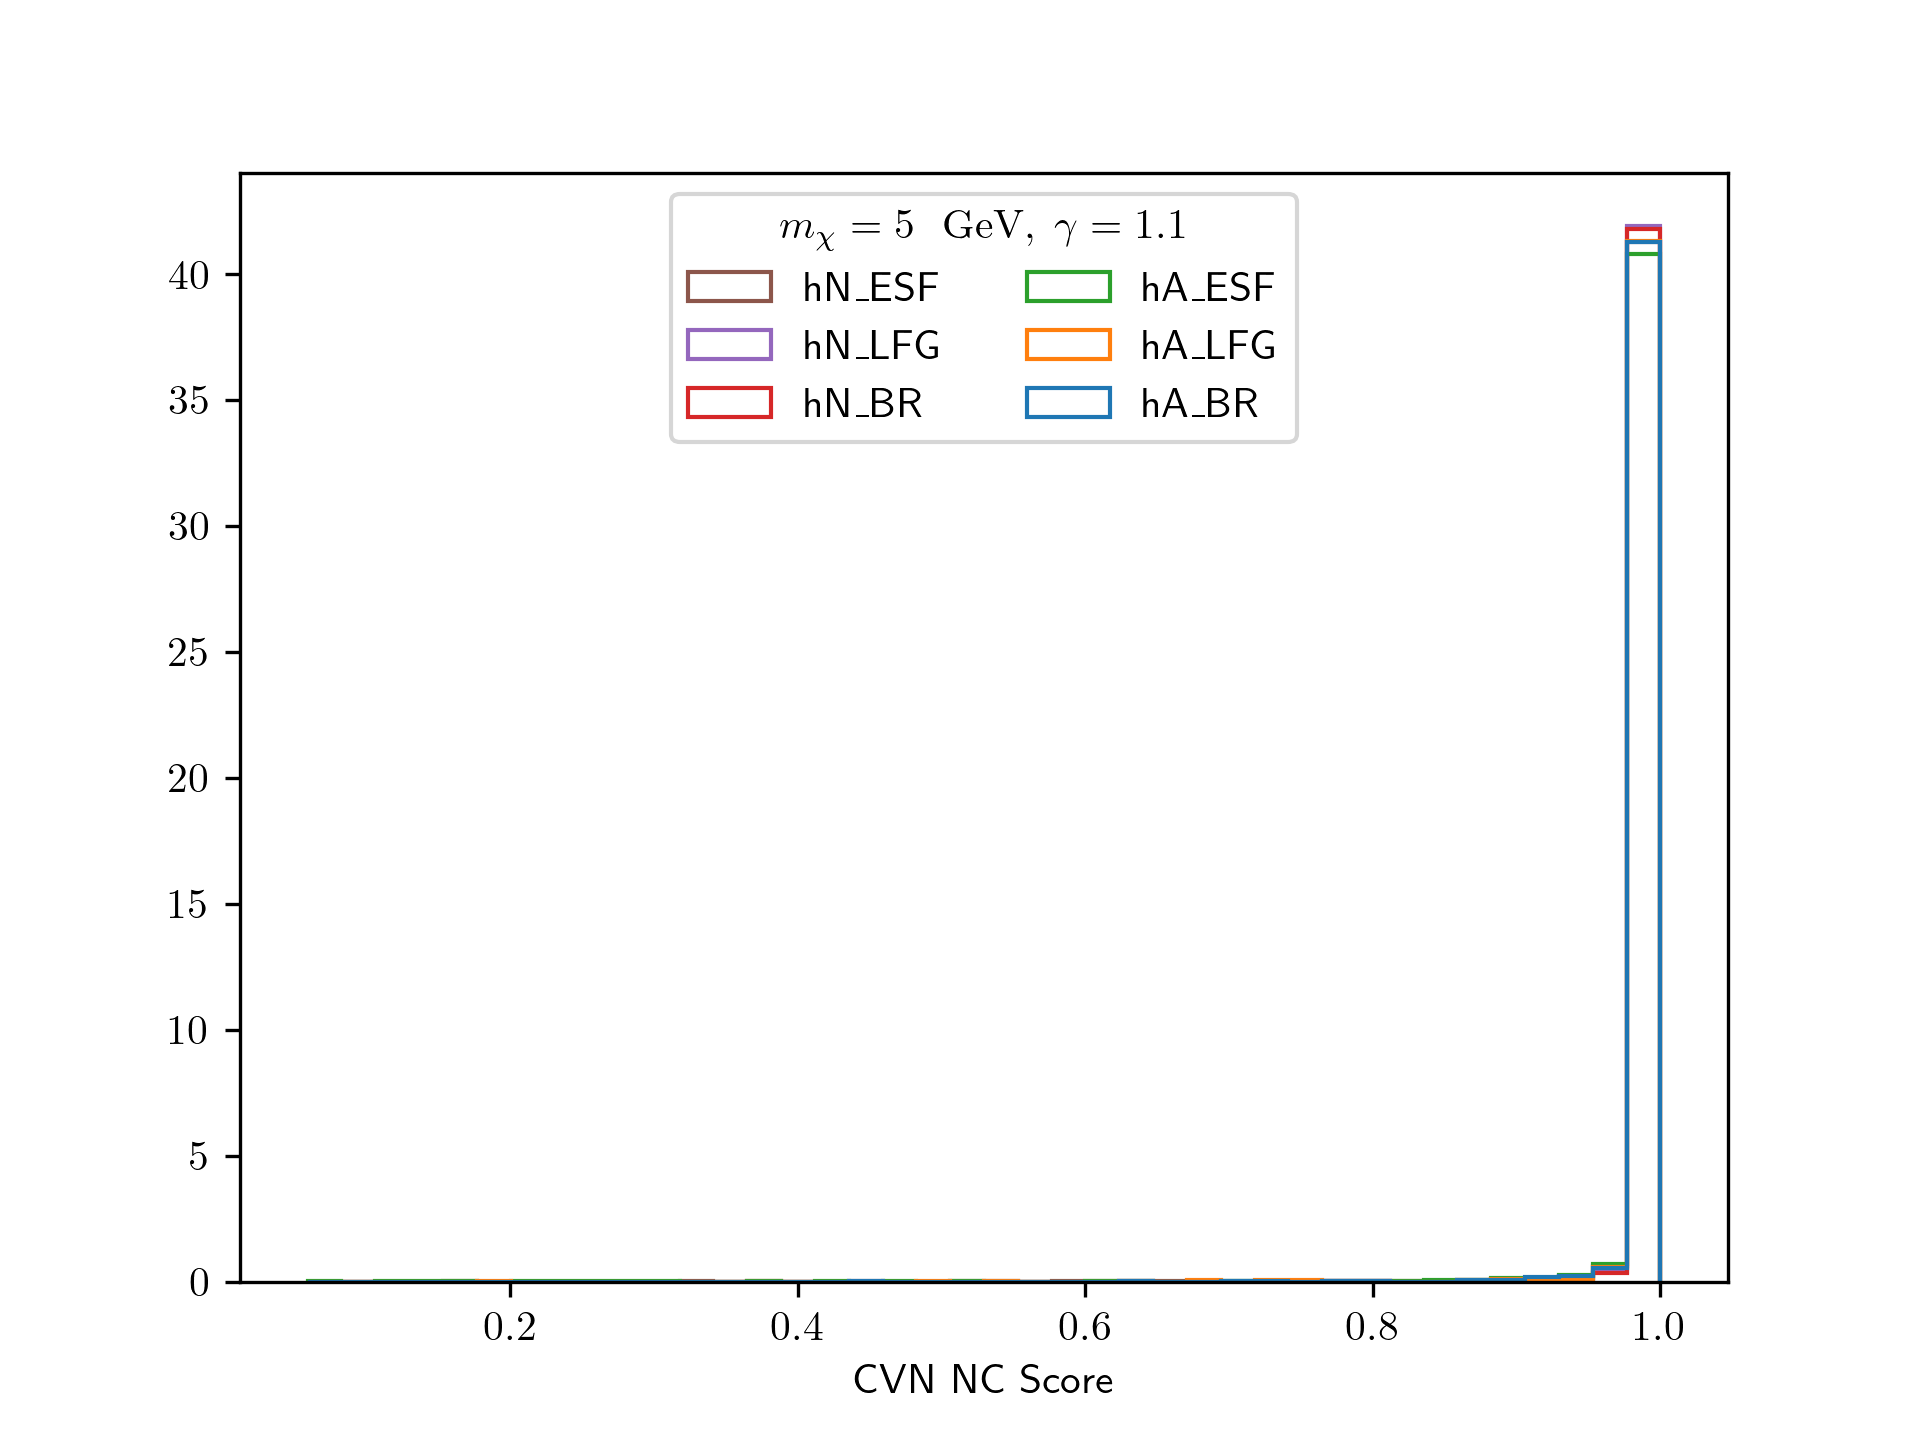 m_χ = 5 GeV, γ = 1.1
hN_ESF hA_ESF
hN_LFG hA_LFG
hN_BR hA_BR
40
35
30
25
20
15
10
5
0
0.2 0.4 0.6 0.8 1.0
CVN NC Score